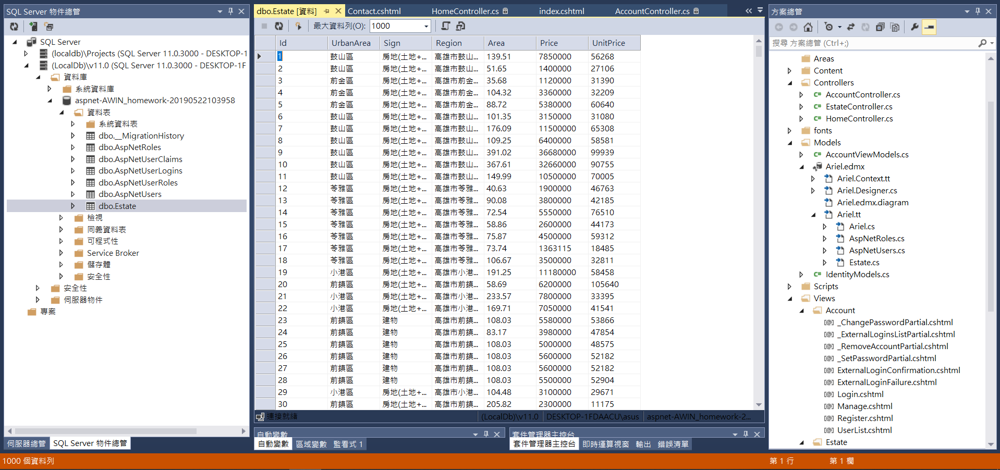 SQL Server 物件總管
SQL Server
(localdb)\Projects (SQL Server 11.0.3000 - DESKTOP-1
(LocalDb)\v11.0 (SQL Server 11.0.3000 - DESKTOP-1F
資料庫
系統資料庫
aspnet-AWIN_homework-20190522103958
資料表
系統資料表
dbo.__MigrationHistory
dbo.AspNetRoles
dbo.AspNetUserClaims
dbo.AspNetUserLogins
dbo.AspNetUserRoles
dbo.AspNetUsers
dbo.Estate
檢視
同義資料表
可程式性
Service Broker
儲存體
安全性
安全性
伺服器物件
專案
伺服器總管 SQL Server 物件總管
dbo.Estate [資料] Contact.cshtml HomeController.cs index.cshtml AccountController.cs
最大資料列(O): 1000
Id UrbanArea Sign Region Area Price UnitPrice
1 鼓山區 房地(土地+... 高雄市鼓山... 139.51 7850000 56268
2 鼓山區 房地(土地+... 高雄市鼓山... 51.65 1400000 27106
3 前金區 房地(土地+... 高雄市前金... 35.68 1120000 31390
4 前金區 房地(土地+... 高雄市前金... 104.32 3360000 32209
5 前金區 房地(土地+... 高雄市前金... 88.72 5380000 60640
6 鼓山區 房地(土地+... 高雄市鼓山... 101.35 3150000 31080
7 鼓山區 房地(土地+... 高雄市鼓山... 176.09 11500000 65308
8 鼓山區 房地(土地+... 高雄市鼓山... 109.25 6400000 58581
9 鼓山區 房地(土地+... 高雄市鼓山... 391.02 36680000 99939
10 鼓山區 房地(土地+... 高雄市鼓山... 367.61 32660000 90755
11 鼓山區 房地(土地+... 高雄市鼓山... 149.99 10500000 70005
12 苓雅區 房地(土地+... 高雄市苓雅... 40.63 1900000 46763
13 苓雅區 房地(土地+... 高雄市苓雅... 90.08 3800000 42185
14 苓雅區 房地(土地+... 高雄市苓雅... 72.54 5550000 76510
15 苓雅區 房地(土地+... 高雄市苓雅... 58.86 2600000 44173
16 苓雅區 房地(土地+... 高雄市苓雅... 75.87 4500000 59312
17 苓雅區 房地(土地+... 高雄市苓雅... 73.74 1363115 18485
18 苓雅區 房地(土地+... 高雄市苓雅... 106.67 3500000 32811
19 小港區 房地(土地+... 高雄市小港... 191.25 11180000 58458
20 前鎮區 房地(土地+... 高雄市前鎮... 58.69 6200000 105640
21 小港區 房地(土地+... 高雄市小港... 233.57 7800000 33395
22 小港區 房地(土地+... 高雄市小港... 169.71 7050000 41541
23 前鎮區 建物 高雄市前鎮... 108.03 5580000 53866
24 前鎮區 建物 高雄市前鎮... 83.17 3980000 47854
25 前鎮區 建物 高雄市前鎮... 108.03 5000000 48575
26 前鎮區 建物 高雄市前鎮... 108.03 5600000 52182
27 前鎮區 建物 高雄市前鎮... 108.03 5600000 52182
28 前鎮區 建物 高雄市前鎮... 108.03 5500000 52904
29 小港區 房地(土地+... 高雄市小港... 104.48 3100000 29671
30 前鎮區 房地(土地+... 高雄市前鎮... 205.82 2300000 11175
連接就緒 (LocalDb)\v11.0 DESKTOP-1FDAACU\asus aspnet-AWIN_homework-2...
自動變數
自動變數 區域變數 監看式 1
套件管理器主控台
套件管理器主控台 即時運算視窗 輸出 錯誤清單
方案總管
搜尋 方案總管 (Ctrl+;)
Areas
Content
Controllers
C# AccountController.cs
C# EstateController.cs
C# HomeController.cs
fonts
Models
C# AccountViewModels.cs
Ariel.edmx
Ariel.Context.tt
Ariel.Designer.cs
Ariel.edmx.diagram
Ariel.tt
Ariel.cs
AspNetRoles.cs
AspNetUsers.cs
Estate.cs
C# IdentityModels.cs
Scripts
Views
Account
[@] _ChangePasswordPartial.cshtml
[@] _ExternalLoginsListPartial.cshtml
[@] _RemoveAccountPartial.cshtml
[@] _SetPasswordPartial.cshtml
[@] ExternalLoginConfirmation.cshtml
[@] ExternalLoginFailure.cshtml
[@] Login.cshtml
[@] Manage.cshtml
[@] Register.cshtml
[@] UserList.cshtml
Estate
1000 個資料列 第 1 行 第 1 欄